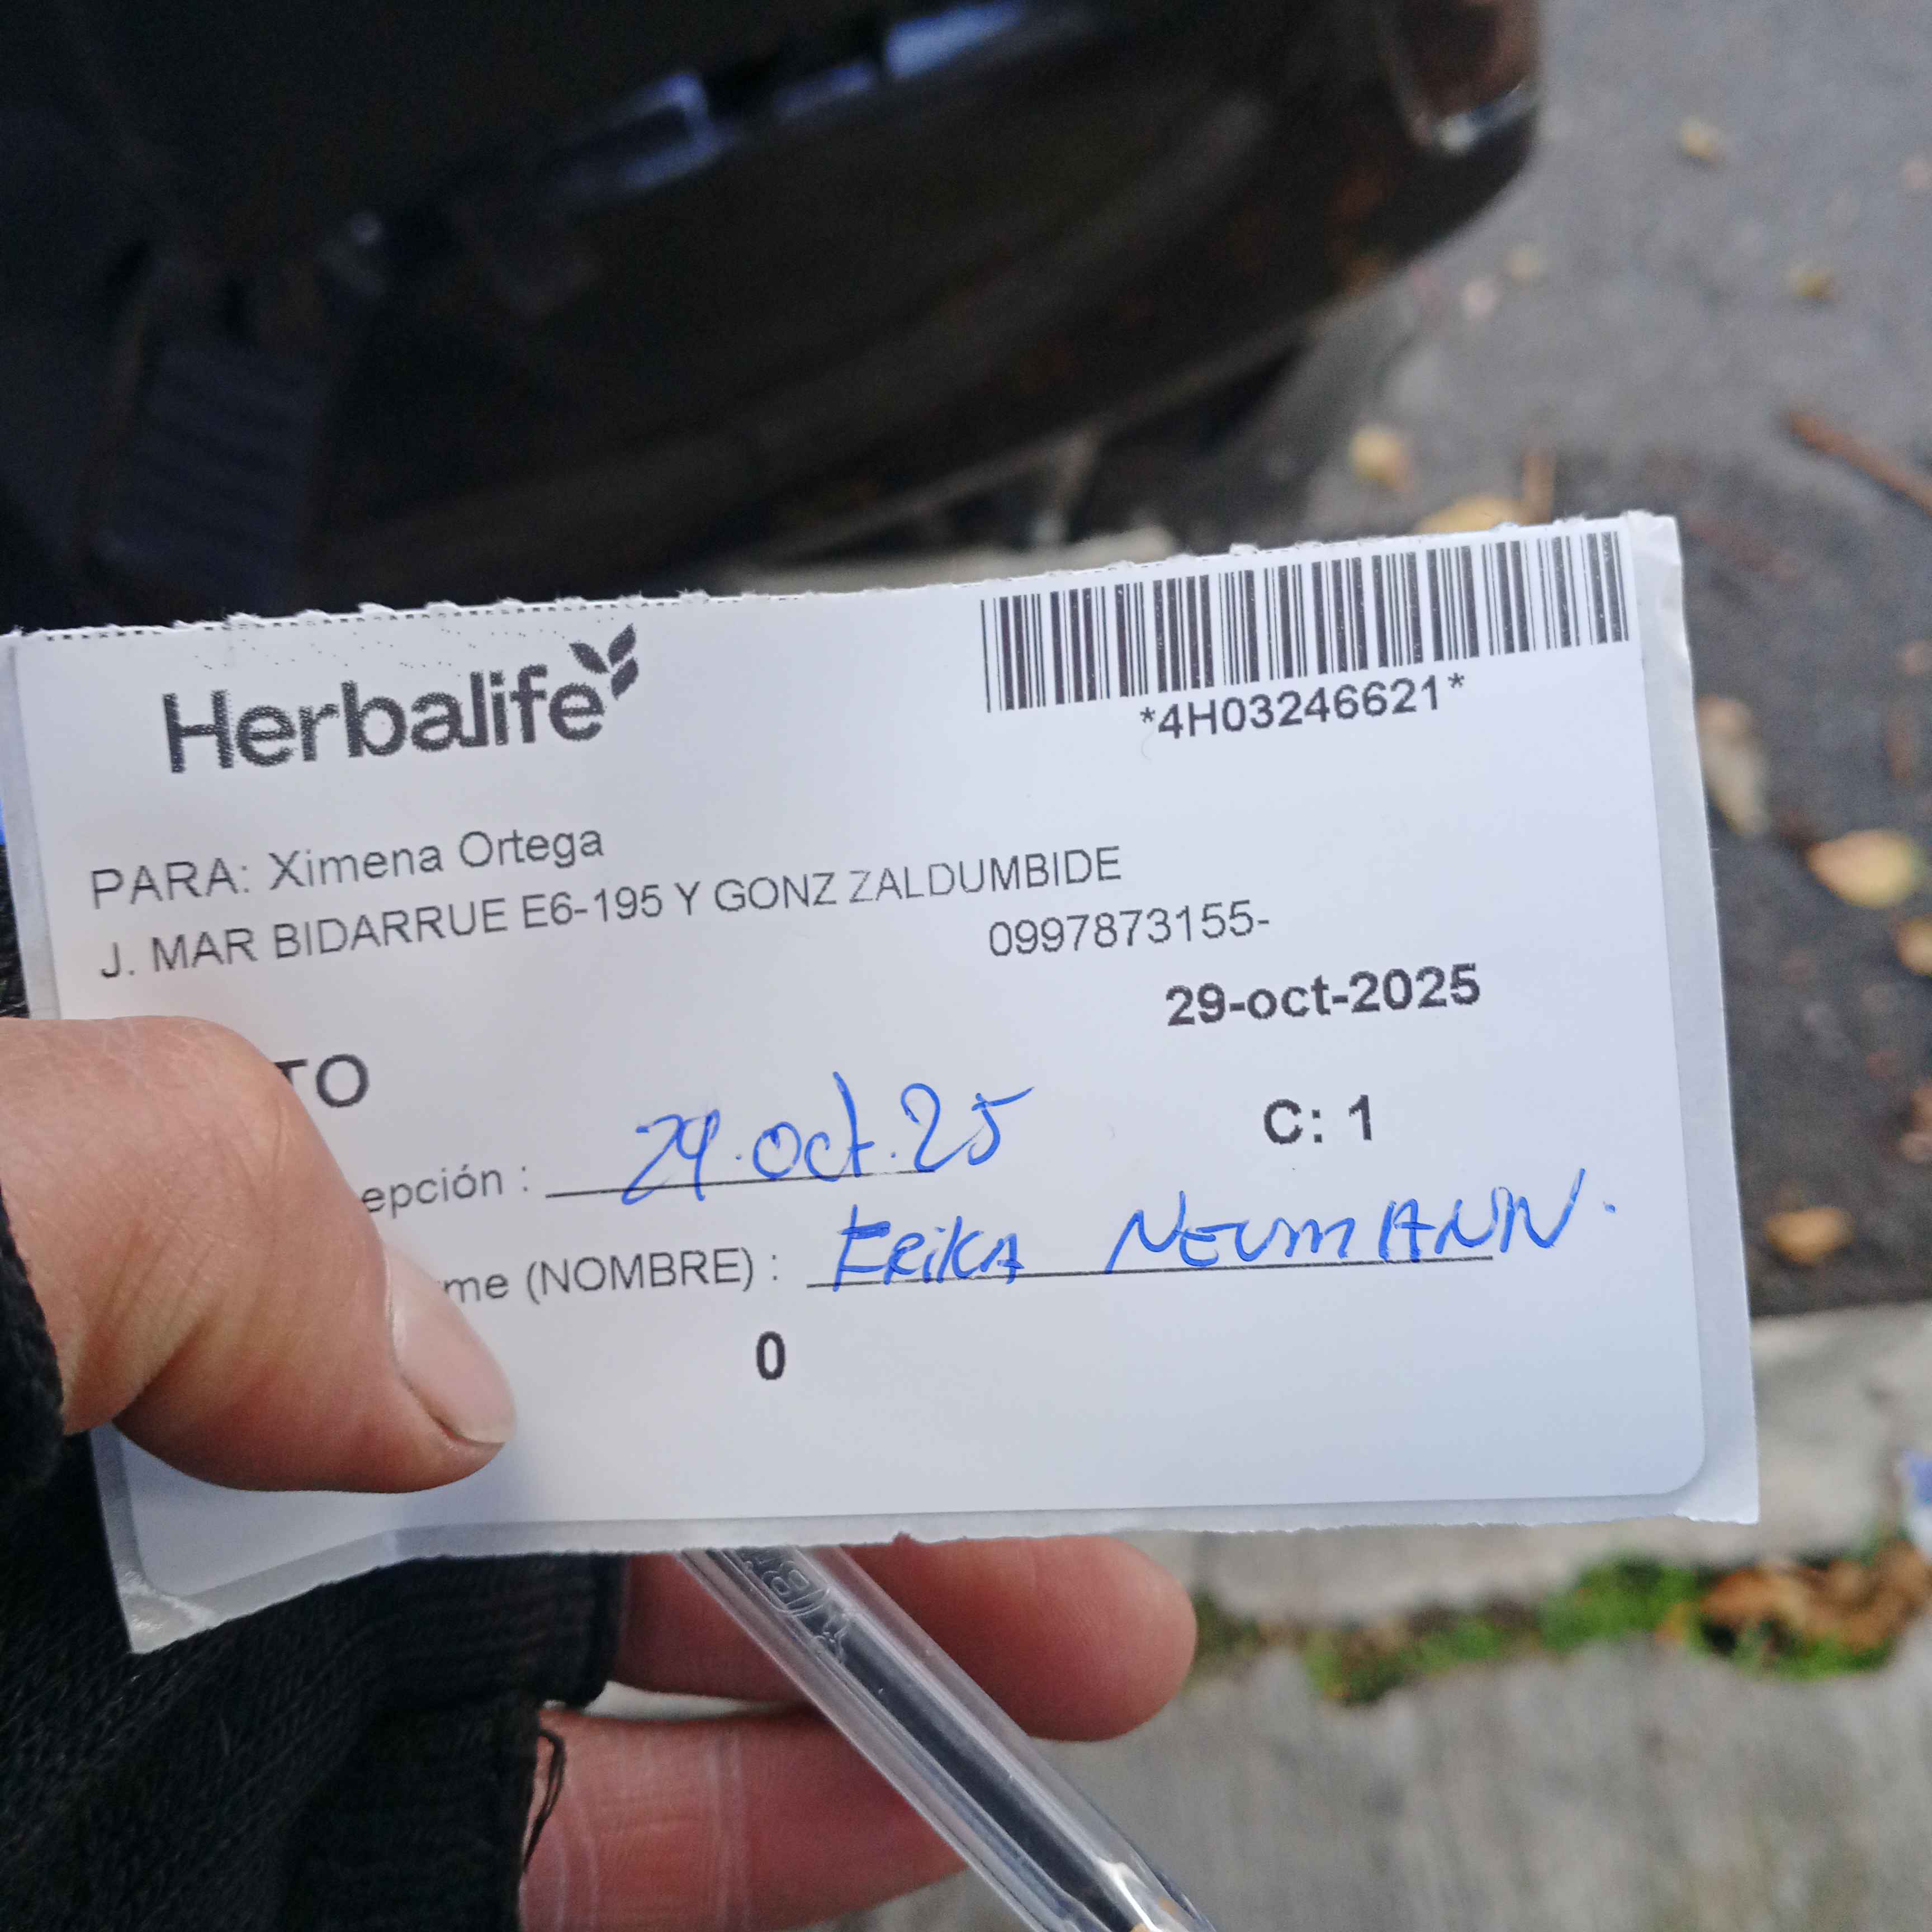 Herbalife
*4H03246621*
PARA: Ximena Ortega
J. MAR BIDARRUE E6-195 Y GONZ ZALDUMBIDE
0997873155-
29-oct-2025
TO
C: 1
epción : 29.oct.25
me (NOMBRE) : ERiKA NEUMANN.
0